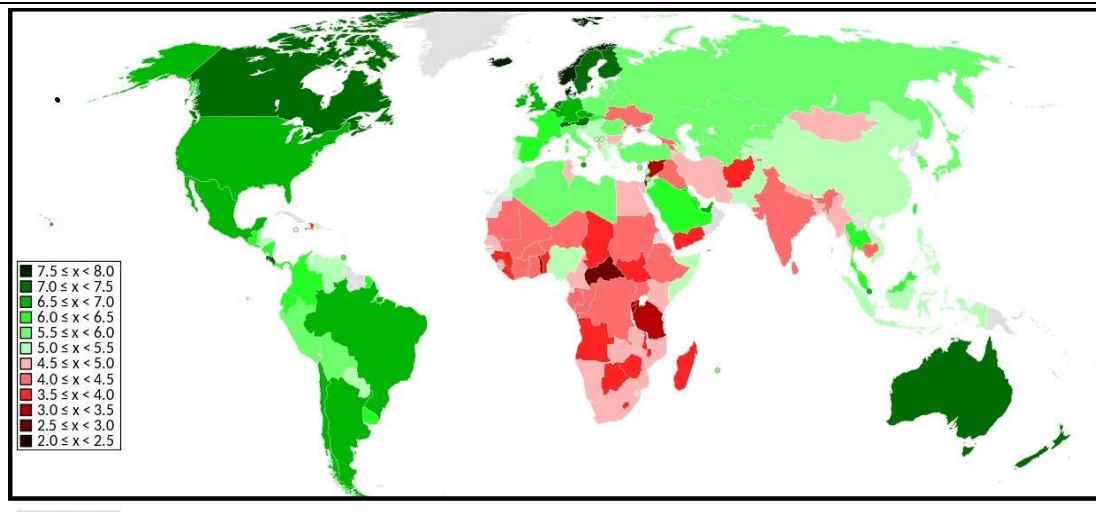 7.5 ≤ x < 8.0
7.0 ≤ x < 7.5
6.5 ≤ x < 7.0
6.0 ≤ x < 6.5
5.5 ≤ x < 6.0
5.0 ≤ x < 5.5
4.5 ≤ x < 5.0
4.0 ≤ x < 4.5
3.5 ≤ x < 4.0
3.0 ≤ x < 3.5
2.5 ≤ x < 3.0
2.0 ≤ x < 2.5